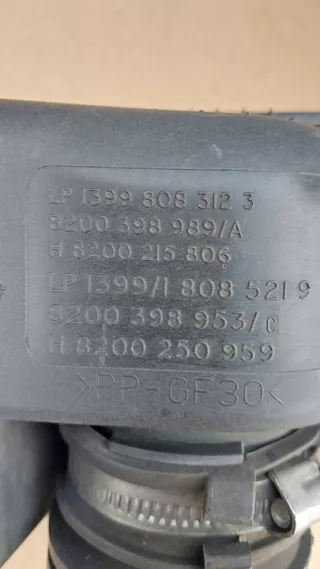 LP 1399 808 312 3
8200 398 989/A
H 8200 215 806
LP 1399/1 808 521 9
8200 398 953/C
H 8200 250 959
>PP-GF30<